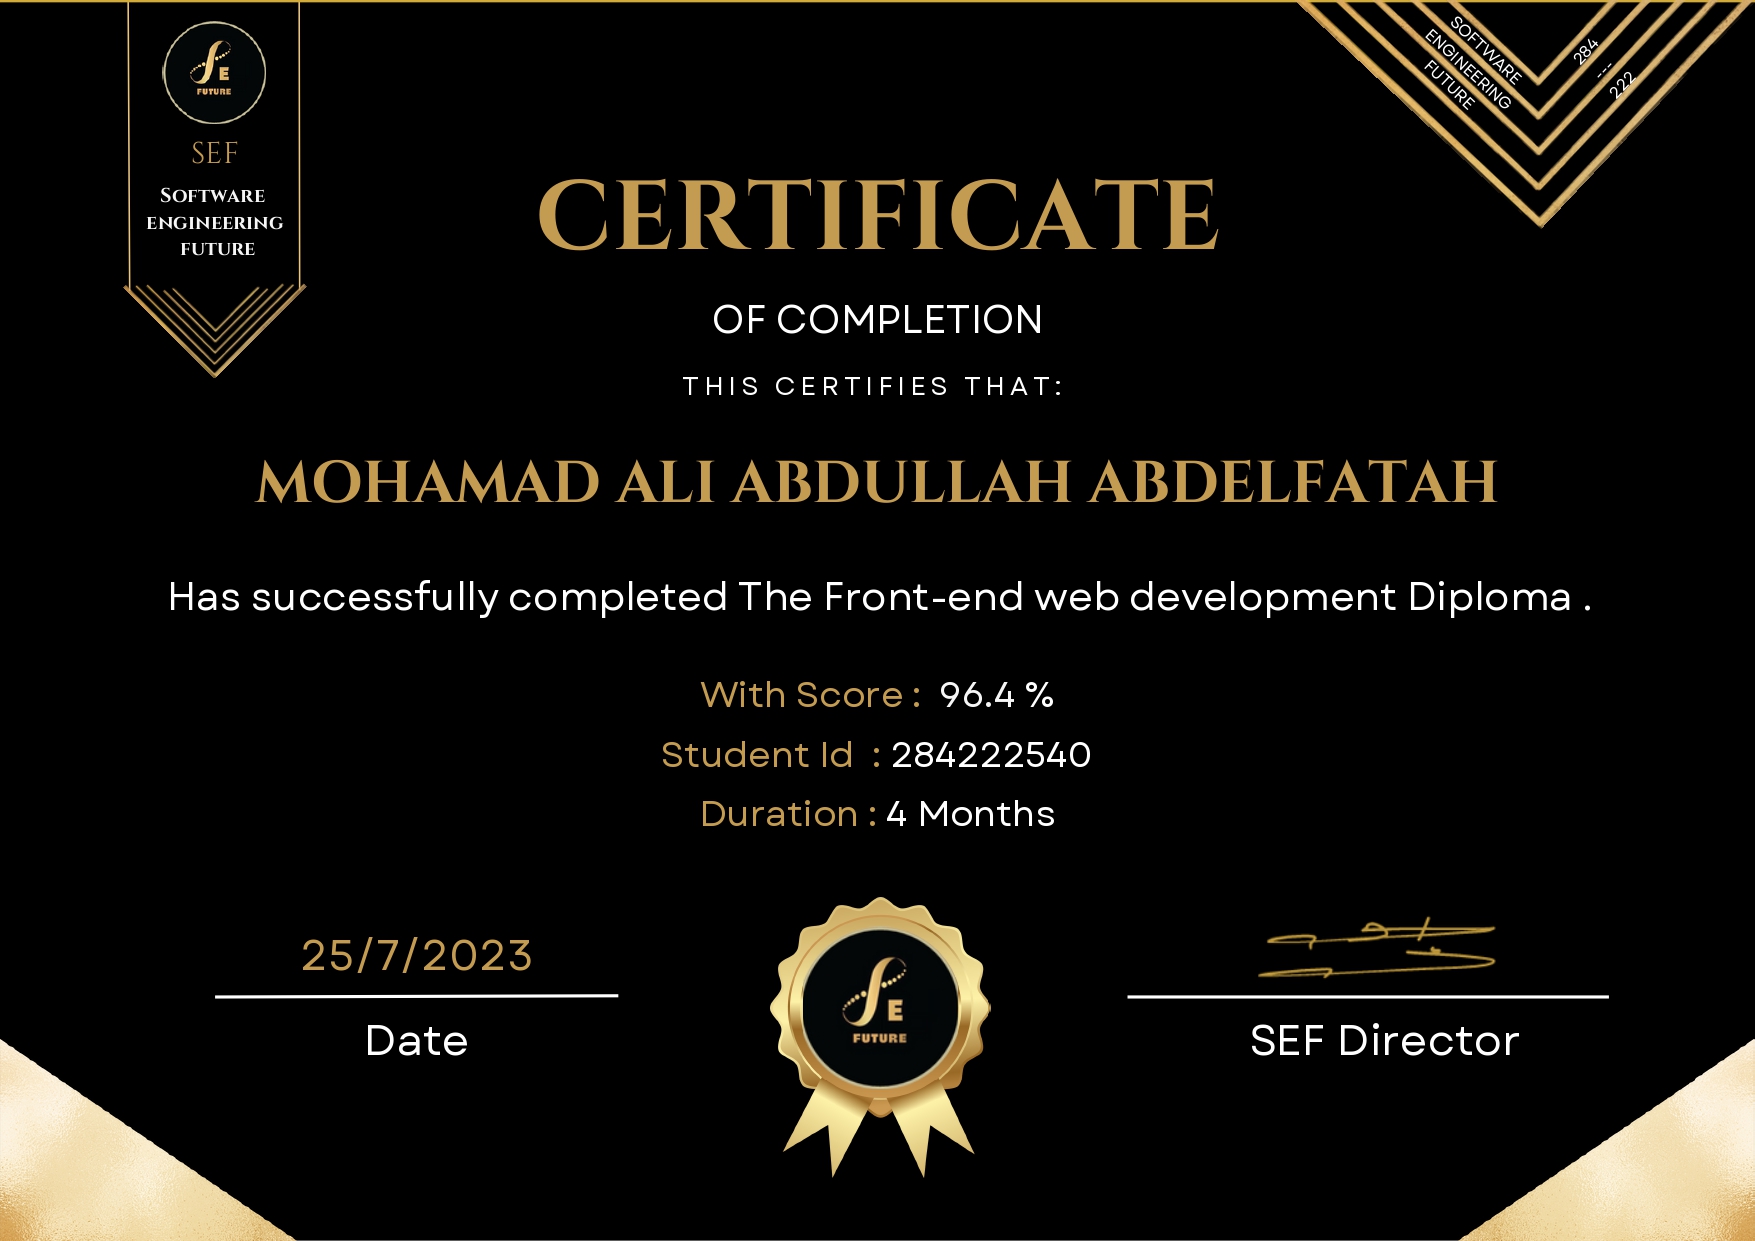 SE
FUTURE
SEF
SOFTWARE
ENGINEERING
FUTURE
SOFTWARE
ENGINEERING
FUTURE
284
---
222
CERTIFICATE
OF COMPLETION
THIS CERTIFIES THAT:
MOHAMAD ALI ABDULLAH ABDELFATAH
Has successfully completed The Front-end web development Diploma .
With Score : 96.4 %
Student Id : 284222540
Duration : 4 Months
25/7/2023
Date
SE
FUTURE
SEF Director